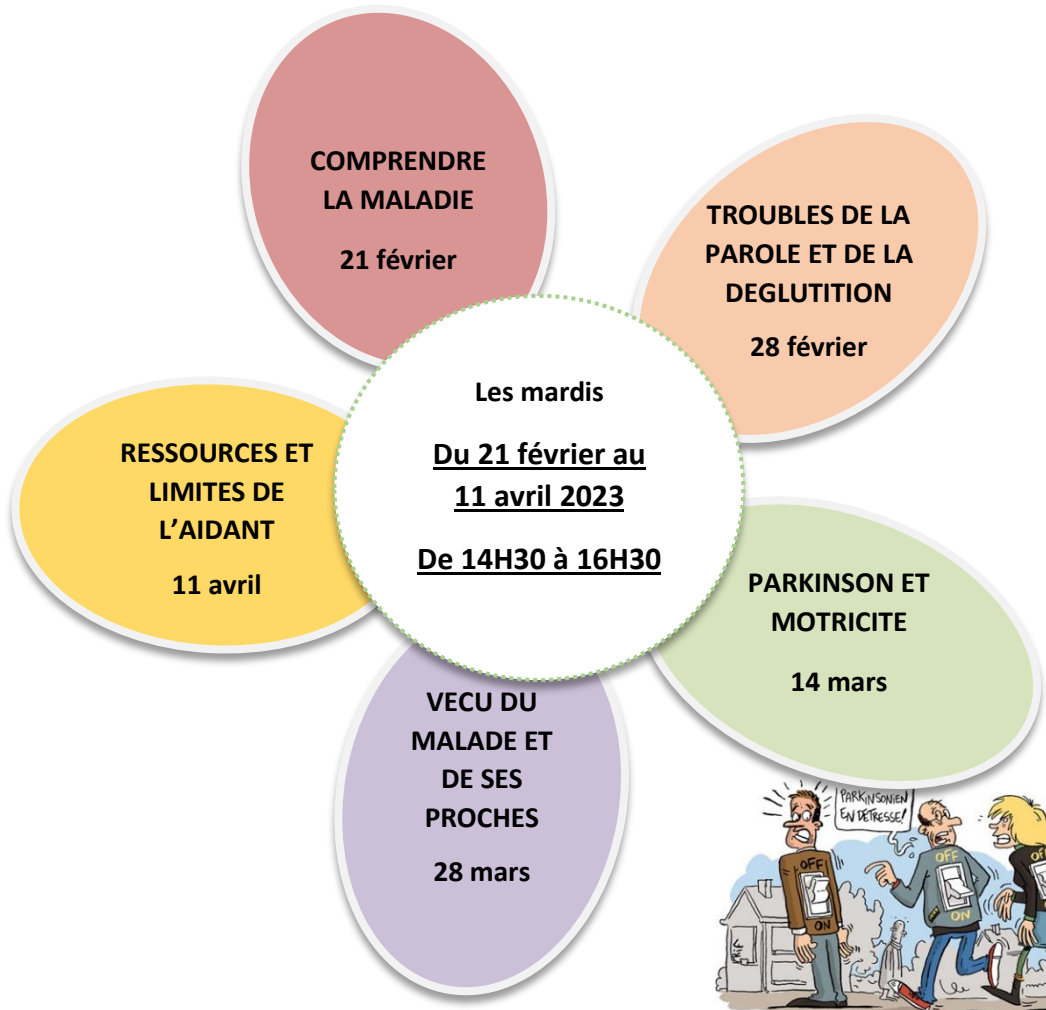 COMPRENDRE
LA MALADIE
21 février
TROUBLES DE LA
PAROLE ET DE LA
DEGLUTITION
28 février
Les mardis
Du 21 février au
11 avril 2023
De 14H30 à 16H30
RESSOURCES ET
LIMITES DE
L’AIDANT
11 avril
PARKINSON ET
MOTRICITE
14 mars
VECU DU
MALADE ET
DE SES
PROCHES
28 mars
PARKINSONIEN
EN DÉTRESSE!
OFF
ON
OFF
ON
OFF